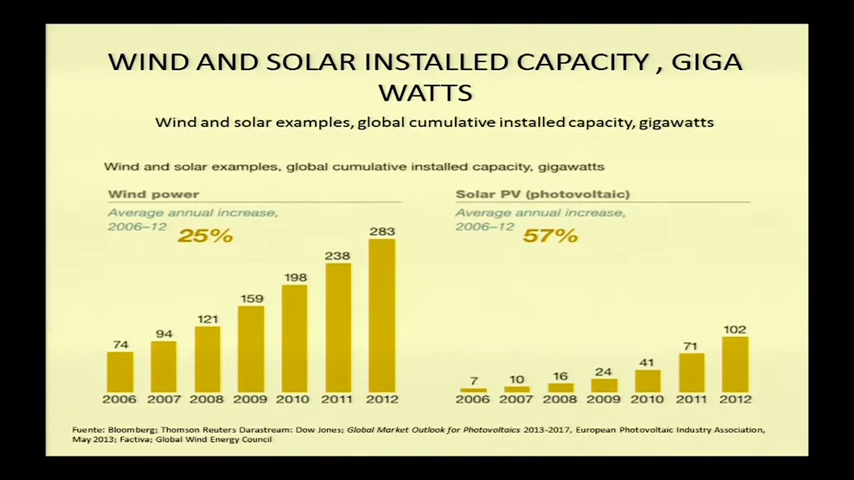 WIND AND SOLAR INSTALLED CAPACITY , GIGA
WATTS
Wind and solar examples, global cumulative installed capacity, gigawatts
Wind and solar examples, global cumulative installed capacity, gigawatts
Wind power
Average annual increase,
2006–12 25%
74 94 121 159 198 238 283
2006 2007 2008 2009 2010 2011 2012
Solar PV (photovoltaic)
Average annual increase,
2006–12 57%
7 10 16 24 41 71 102
2006 2007 2008 2009 2010 2011 2012
Fuente: Bloomberg; Thomson Reuters Darastream: Dow Jones; Global Market Outlook for Photovoltaics 2013-2017, European Photovoltaic Industry Association,
May 2013; Factiva; Global Wind Energy Council